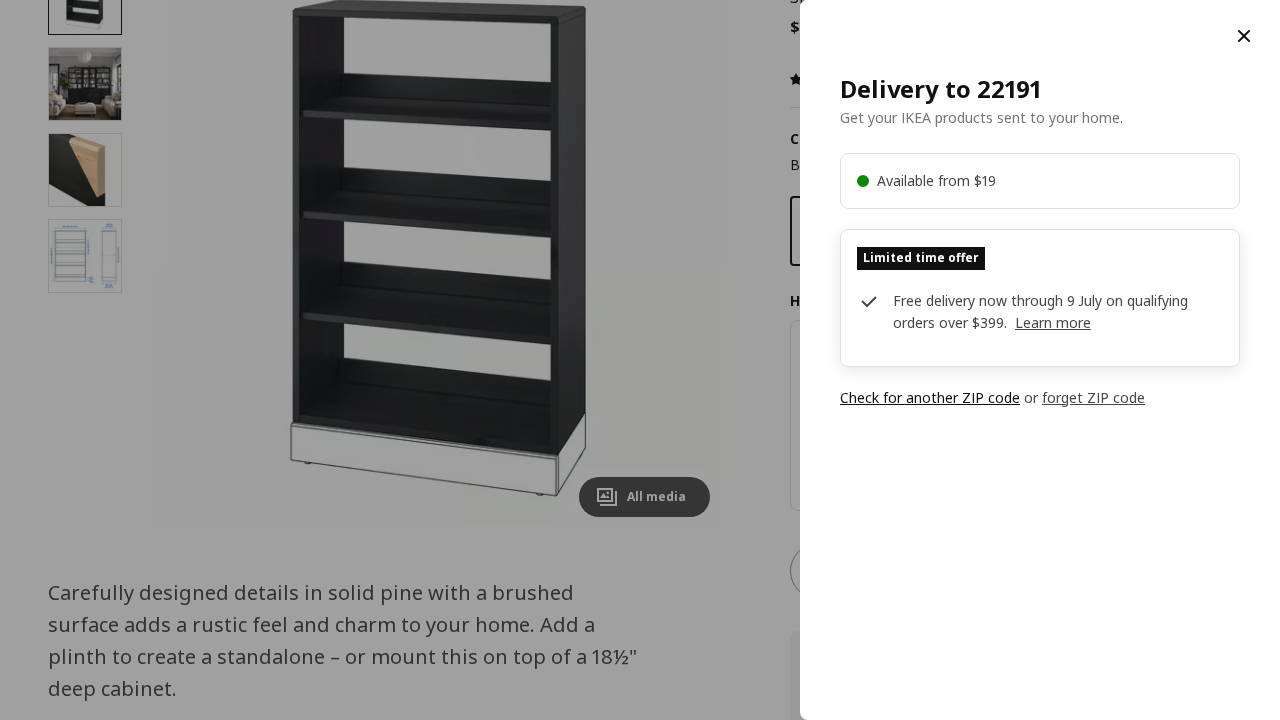 All media
Carefully designed details in solid pine with a brushed
surface adds a rustic feel and charm to your home. Add a
plinth to create a standalone – or mount this on top of a 18½"
deep cabinet.
$
Delivery to 22191
Get your IKEA products sent to your home.
Available from $19
Limited time offer
Free delivery now through 9 July on qualifying
orders over $399. Learn more
Check for another ZIP code or forget ZIP code